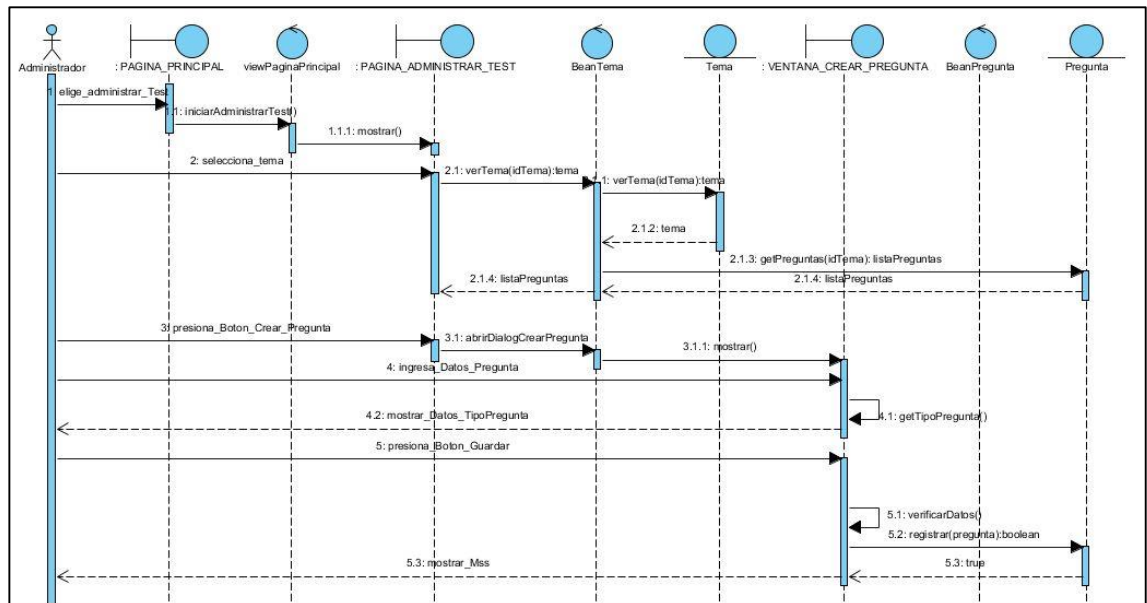 Administrador
: PAGINA_PRINCIPAL
viewPaginaPrincipal
: PAGINA_ADMINISTRAR_TEST
BeanTema
Tema
: VENTANA_CREAR_PREGUNTA
BeanPregunta
Pregunta
1: elige_administrar_Test
1.1: iniciarAdministrarTest()
1.1.1: mostrar()
2: selecciona_tema
2.1: verTema(idTema):tema
2.1.1: verTema(idTema):tema
2.1.2: tema
2.1.3: getPreguntas(idTema): listaPreguntas
2.1.4: listaPreguntas
2.1.4: listaPreguntas
3: presiona_Boton_Crear_Pregunta
3.1: abrirDialogCrearPregunta
3.1.1: mostrar()
4: ingresa_Datos_Pregunta
4.1: getTipoPregunta()
4.2: mostrar_Datos_TipoPregunta
5: presiona_Boton_Guardar
5.1: verificarDatos()
5.2: registrar(pregunta):boolean
5.3: mostrar_Mss
5.3: true